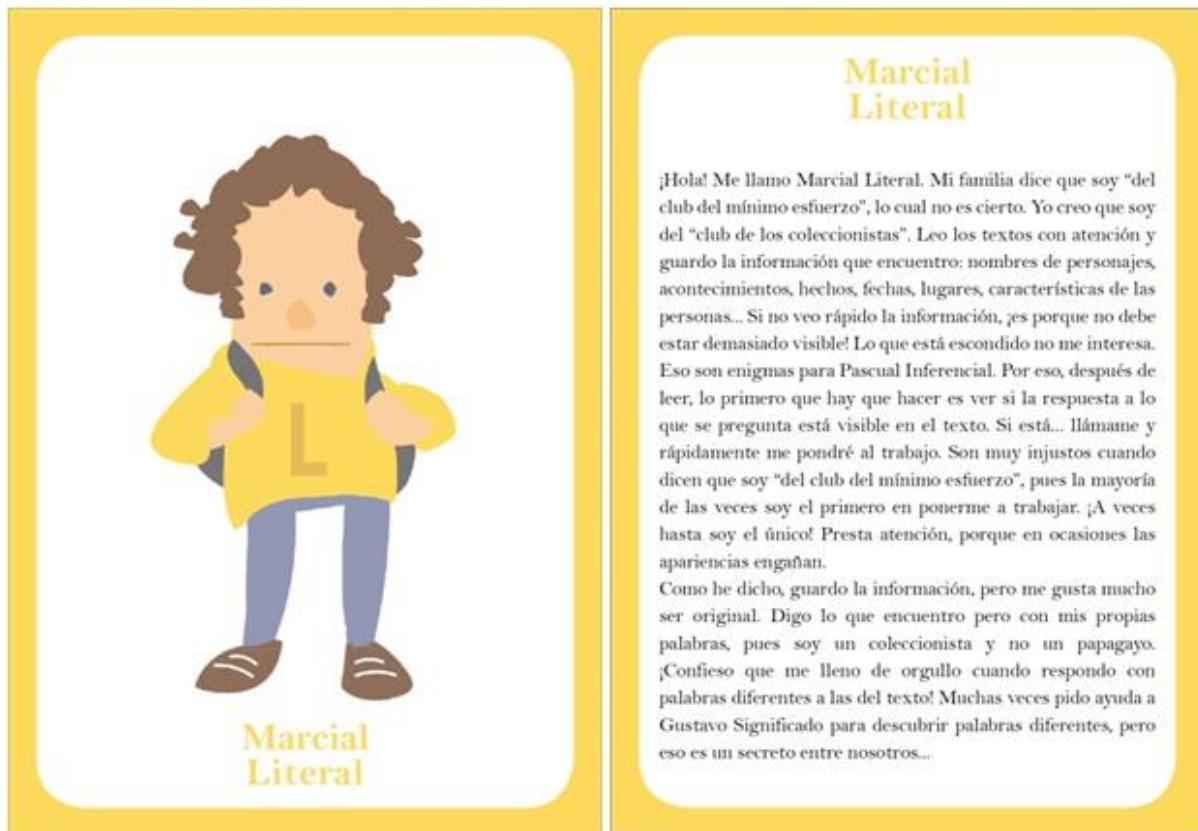 L
Marcial
Literal
Marcial
Literal
¡Hola! Me llamo Marcial Literal. Mi familia dice que soy “del
club del mínimo esfuerzo”, lo cual no es cierto. Yo creo que soy
del “club de los coleccionistas”. Leo los textos con atención y
guardo la información que encuentro: nombres de personajes,
acontecimientos, hechos, fechas, lugares, características de las
personas... Si no veo rápido la información, ¡es porque no debe
estar demasiado visible! Lo que está escondido no me interesa.
Eso son enigmas para Pascual Inferencial. Por eso, después de
leer, lo primero que hay que hacer es ver si la respuesta a lo
que se pregunta está visible en el texto. Si está... llámame y
rápidamente me pondré al trabajo. Son muy injustos cuando
dicen que soy “del club del mínimo esfuerzo”, pues la mayoría
de las veces soy el primero en ponerme a trabajar. ¡A veces
hasta soy el único! Presta atención, porque en ocasiones las
apariencias engañan.
Como he dicho, guardo la información, pero me gusta mucho
ser original. Digo lo que encuentro pero con mis propias
palabras, pues soy un coleccionista y no un papagayo.
¡Confieso que me lleno de orgullo cuando respondo con
palabras diferentes a las del texto! Muchas veces pido ayuda a
Gustavo Significado para descubrir palabras diferentes, pero
eso es un secreto entre nosotros...